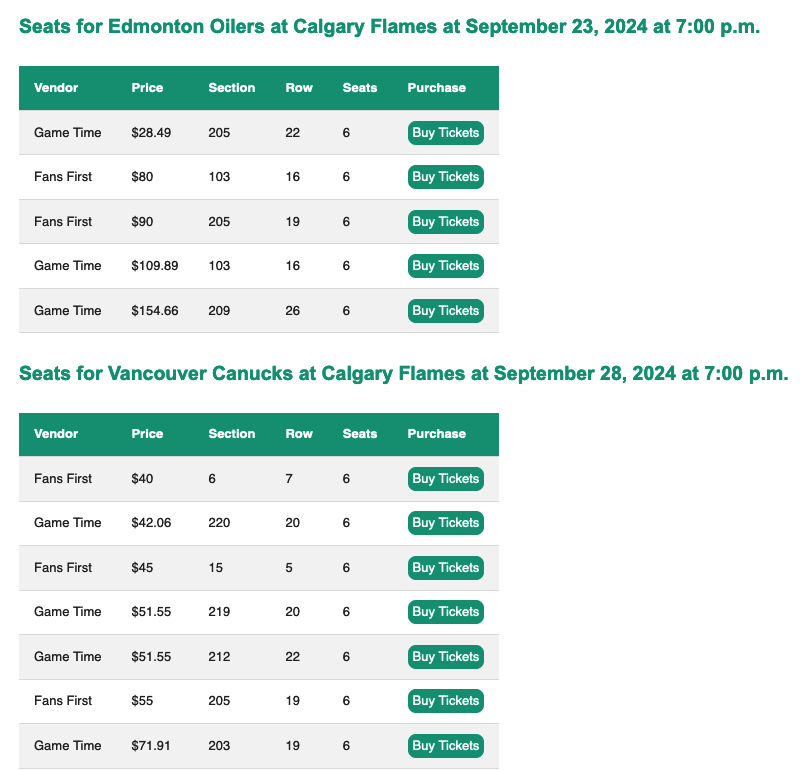 Seats for Edmonton Oilers at Calgary Flames at September 23, 2024 at 7:00 p.m.
Vendor Price Section Row Seats Purchase
Game Time $28.49 205 22 6 Buy Tickets
Fans First $80 103 16 6 Buy Tickets
Fans First $90 205 19 6 Buy Tickets
Game Time $109.89 103 16 6 Buy Tickets
Game Time $154.66 209 26 6 Buy Tickets
Seats for Vancouver Canucks at Calgary Flames at September 28, 2024 at 7:00 p.m.
Vendor Price Section Row Seats Purchase
Fans First $40 6 7 6 Buy Tickets
Game Time $42.06 220 20 6 Buy Tickets
Fans First $45 15 5 6 Buy Tickets
Game Time $51.55 219 20 6 Buy Tickets
Game Time $51.55 212 22 6 Buy Tickets
Fans First $55 205 19 6 Buy Tickets
Game Time $71.91 203 19 6 Buy Tickets